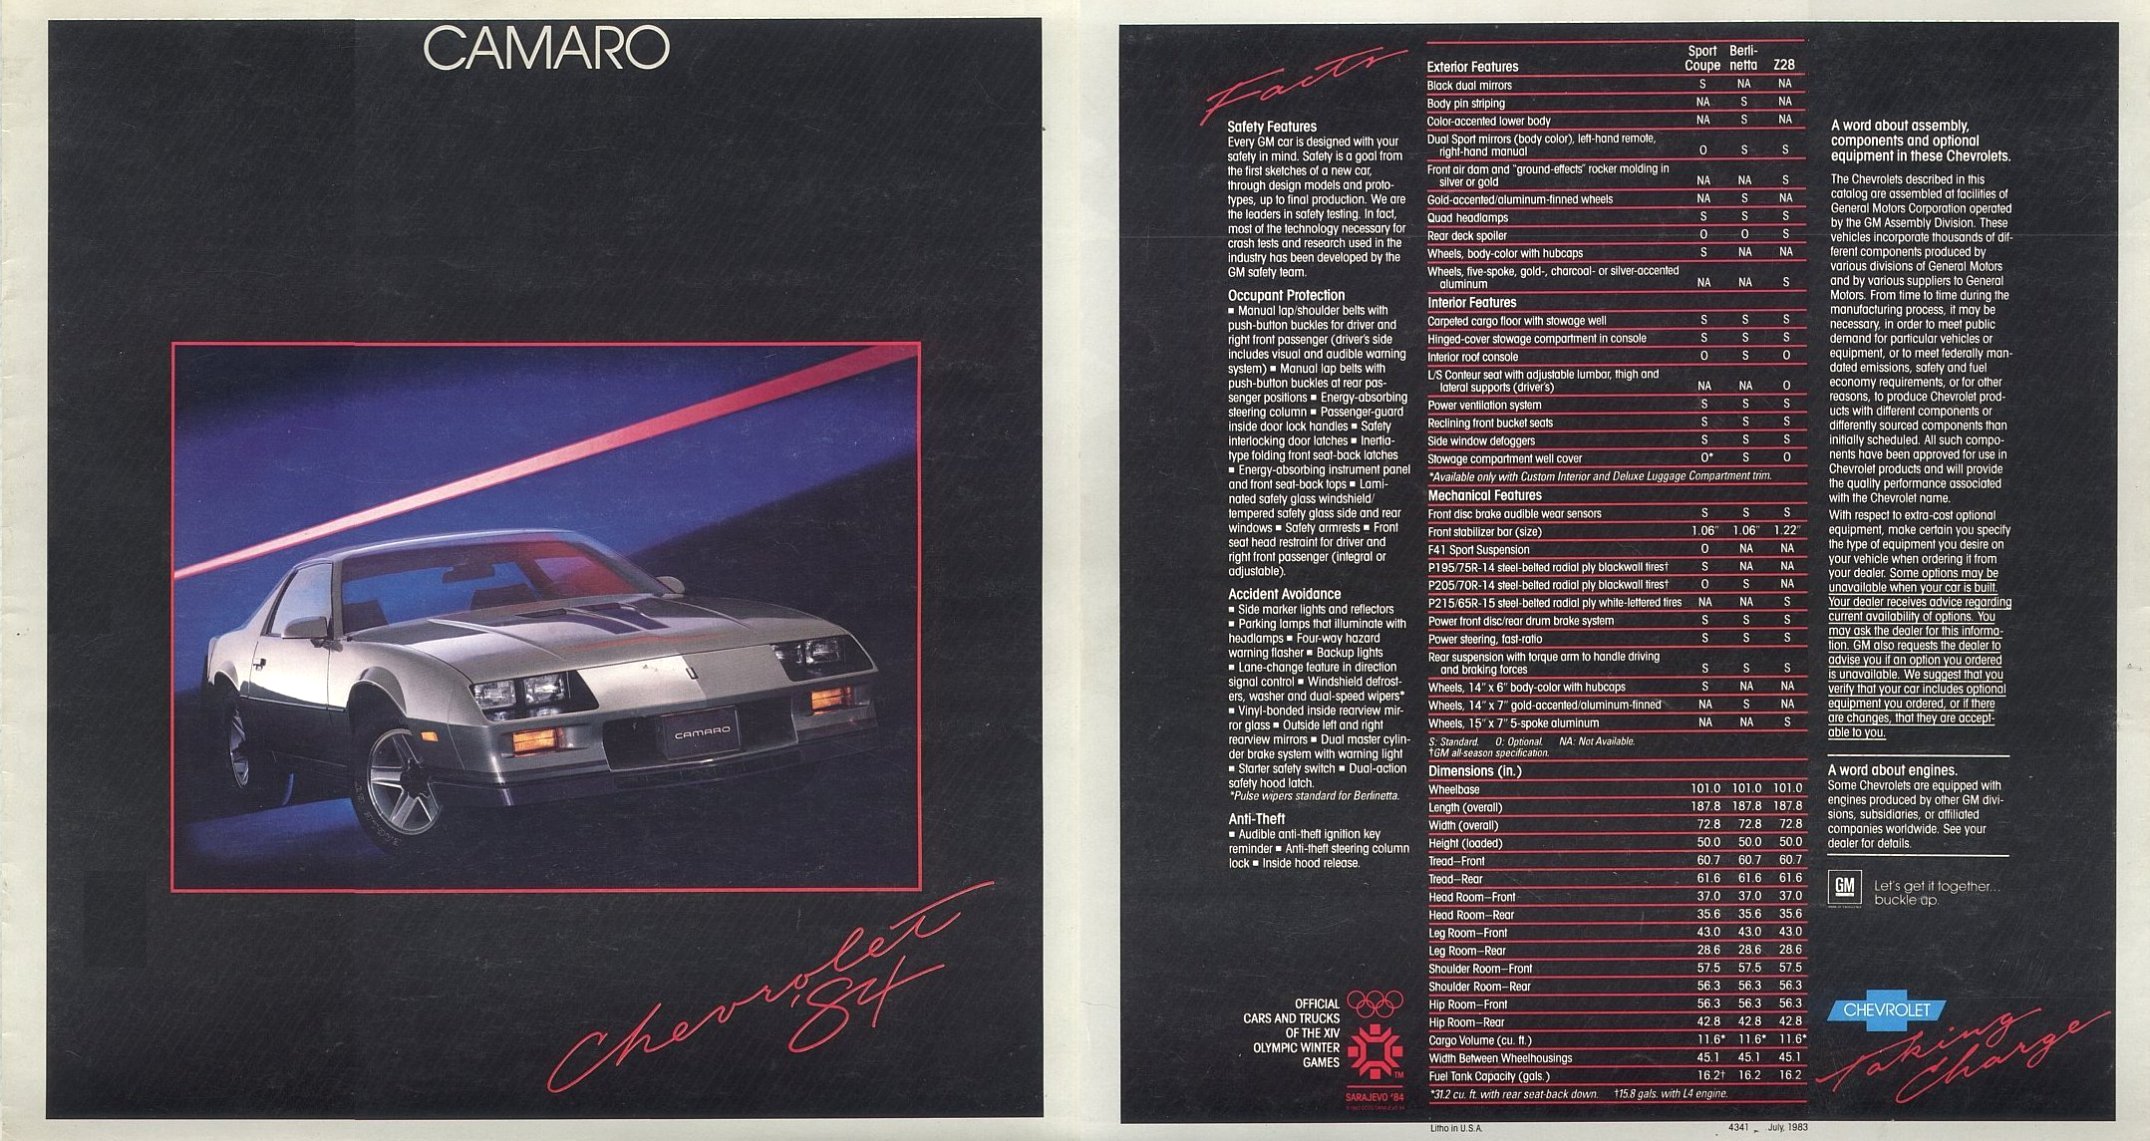 CAMARO
CAMARO
Chevrolet
'84
Facts
Safety Features
Every GM car is designed with your
safety in mind. Safety is a goal from
the first sketches of a new car,
through design models and proto-
types, up to final production. We are
the leaders in safety testing. In fact,
most of the technology necessary for
crash tests and research used in the
industry has been developed by the
GM safety team.
Occupant Protection
■ Manual lap/shoulder belts with
push-button buckles for driver and
right front passenger (driver's side
includes visual and audible warning
system) ■ Manual lap belts with
push-button buckles at rear pas-
senger positions ■ Energy-absorbing
steering column ■ Passenger-guard
inside door lock handles ■ Safety
interlocking door latches ■ Inertia-
type folding front seat-back latches
■ Energy-absorbing instrument panel
and front seat-back tops ■ Lami-
nated safety glass windshield/
tempered safety glass side and rear
windows ■ Safety armrests ■ Front
seat head restraint for driver and
right front passenger (integral or
adjustable).
Accident Avoidance
■ Side marker lights and reflectors
■ Parking lamps that illuminate with
headlamps ■ Four-way hazard
warning flasher ■ Backup lights
■ Lane-change feature in direction
signal control ■ Windshield defrost-
ers, washer and dual-speed wipers*
■ Vinyl-bonded inside rearview mir-
ror glass ■ Outside left and right
rearview mirrors ■ Dual master cylin-
der brake system with warning light
■ Starter safety switch ■ Dual-action
safety hood latch.
*Pulse wipers standard for Berlinetta.
Anti-Theft
■ Audible anti-theft ignition key
reminder ■ Anti-theft steering column
lock ■ Inside hood release.
OFFICIAL
CARS AND TRUCKS
OF THE XIV
OLYMPIC WINTER
GAMES
TM
SARAJEVO '84
Sport Berli-
Exterior Features Coupe netta Z28
Black dual mirrors S NA NA
Body pin striping NA S NA
Color-accented lower body NA S NA
Dual Sport mirrors (body color), left-hand remote,
right-hand manual O S S
Front air dam and "ground-effects" rocker molding in
silver or gold NA NA S
Gold-accented/aluminum-finned wheels NA S NA
Quad headlamps S S S
Rear deck spoiler O O S
Wheels, body-color with hubcaps S NA NA
Wheels, five-spoke, gold-, charcoal- or silver-accented
aluminum NA NA S
Interior Features
Carpeted cargo floor with stowage well S S S
Hinged-cover stowage compartment in console S S S
Interior roof console O S O
L/S Conteur seat with adjustable lumbar, thigh and
lateral supports (driver's) NA NA O
Power ventilation system S S S
Reclining front bucket seats S S S
Side window defoggers S S S
Stowage compartment well cover O* S O
*Available only with Custom Interior and Deluxe Luggage Compartment trim.
Mechanical Features
Front disc brake audible wear sensors S S S
Front stabilizer bar (size) 1.06" 1.06" 1.22"
F41 Sport Suspension O NA NA
P195/75R-14 steel-belted radial ply blackwall tires† S NA NA
P205/70R-14 steel-belted radial ply blackwall tires† O S NA
P215/65R-15 steel-belted radial ply white-lettered tires NA NA S
Power front disc/rear drum brake system S S S
Power steering, fast-ratio S S S
Rear suspension with torque arm to handle driving
and braking forces S S S
Wheels, 14" x 6" body-color with hubcaps S NA NA
Wheels, 14" x 7" gold-accented/aluminum-finned NA S NA
Wheels, 15" x 7" 5-spoke aluminum NA NA S
S: Standard. O: Optional. NA: Not Available.
†GM all-season specification.
Dimensions (in.)
Wheelbase 101.0 101.0 101.0
Length (overall) 187.8 187.8 187.8
Width (overall) 72.8 72.8 72.8
Height (loaded) 50.0 50.0 50.0
Tread—Front 60.7 60.7 60.7
Tread—Rear 61.6 61.6 61.6
Head Room—Front 37.0 37.0 37.0
Head Room—Rear 35.6 35.6 35.6
Leg Room—Front 43.0 43.0 43.0
Leg Room—Rear 28.6 28.6 28.6
Shoulder Room—Front 57.5 57.5 57.5
Shoulder Room—Rear 56.3 56.3 56.3
Hip Room—Front 56.3 56.3 56.3
Hip Room—Rear 42.8 42.8 42.8
Cargo Volume (cu. ft.) 11.6* 11.6* 11.6*
Width Between Wheelhousings 45.1 45.1 45.1
Fuel Tank Capacity (gals.) 16.2† 16.2 16.2
*31.2 cu. ft. with rear seat-back down. †15.8 gals. with L4 engine.
Litho in U.S.A. 4341 July, 1983
A word about assembly,
components and optional
equipment in these Chevrolets.
The Chevrolets described in this
catalog are assembled at facilities of
General Motors Corporation operated
by the GM Assembly Division. These
vehicles incorporate thousands of dif-
ferent components produced by
various divisions of General Motors
and by various suppliers to General
Motors. From time to time during the
manufacturing process, it may be
necessary, in order to meet public
demand for particular vehicles or
equipment, or to meet federally man-
dated emissions, safety and fuel
economy requirements, or for other
reasons, to produce Chevrolet prod-
ucts with different components or
differently sourced components than
initially scheduled. All such compo-
nents have been approved for use in
Chevrolet products and will provide
the quality performance associated
with the Chevrolet name.
With respect to extra-cost optional
equipment, make certain you specify
the type of equipment you desire on
your vehicle when ordering it from
your dealer. Some options may be
unavailable when your car is built.
Your dealer receives advice regarding
current availability of options. You
may ask the dealer for this informa-
tion. GM also requests the dealer to
advise you if an option you ordered
is unavailable. We suggest that you
verify that your car includes optional
equipment you ordered, or if there
are changes, that they are accept-
able to you.
A word about engines.
Some Chevrolets are equipped with
engines produced by other GM divi-
sions, subsidiaries, or affiliated
companies worldwide. See your
dealer for details.
GM
Let's get it together...
buckle up.
CHEVROLET
taking
charge